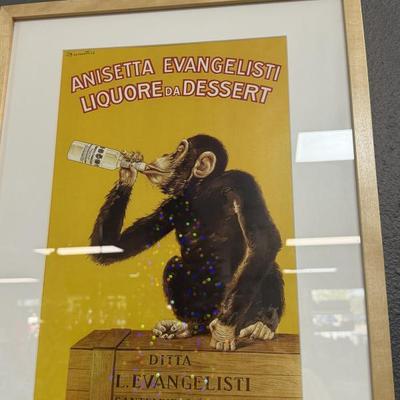 ANISETTA EVANGELISTI
LIQUORE DA DESSERT
DITTA
L. EVANGELISTI